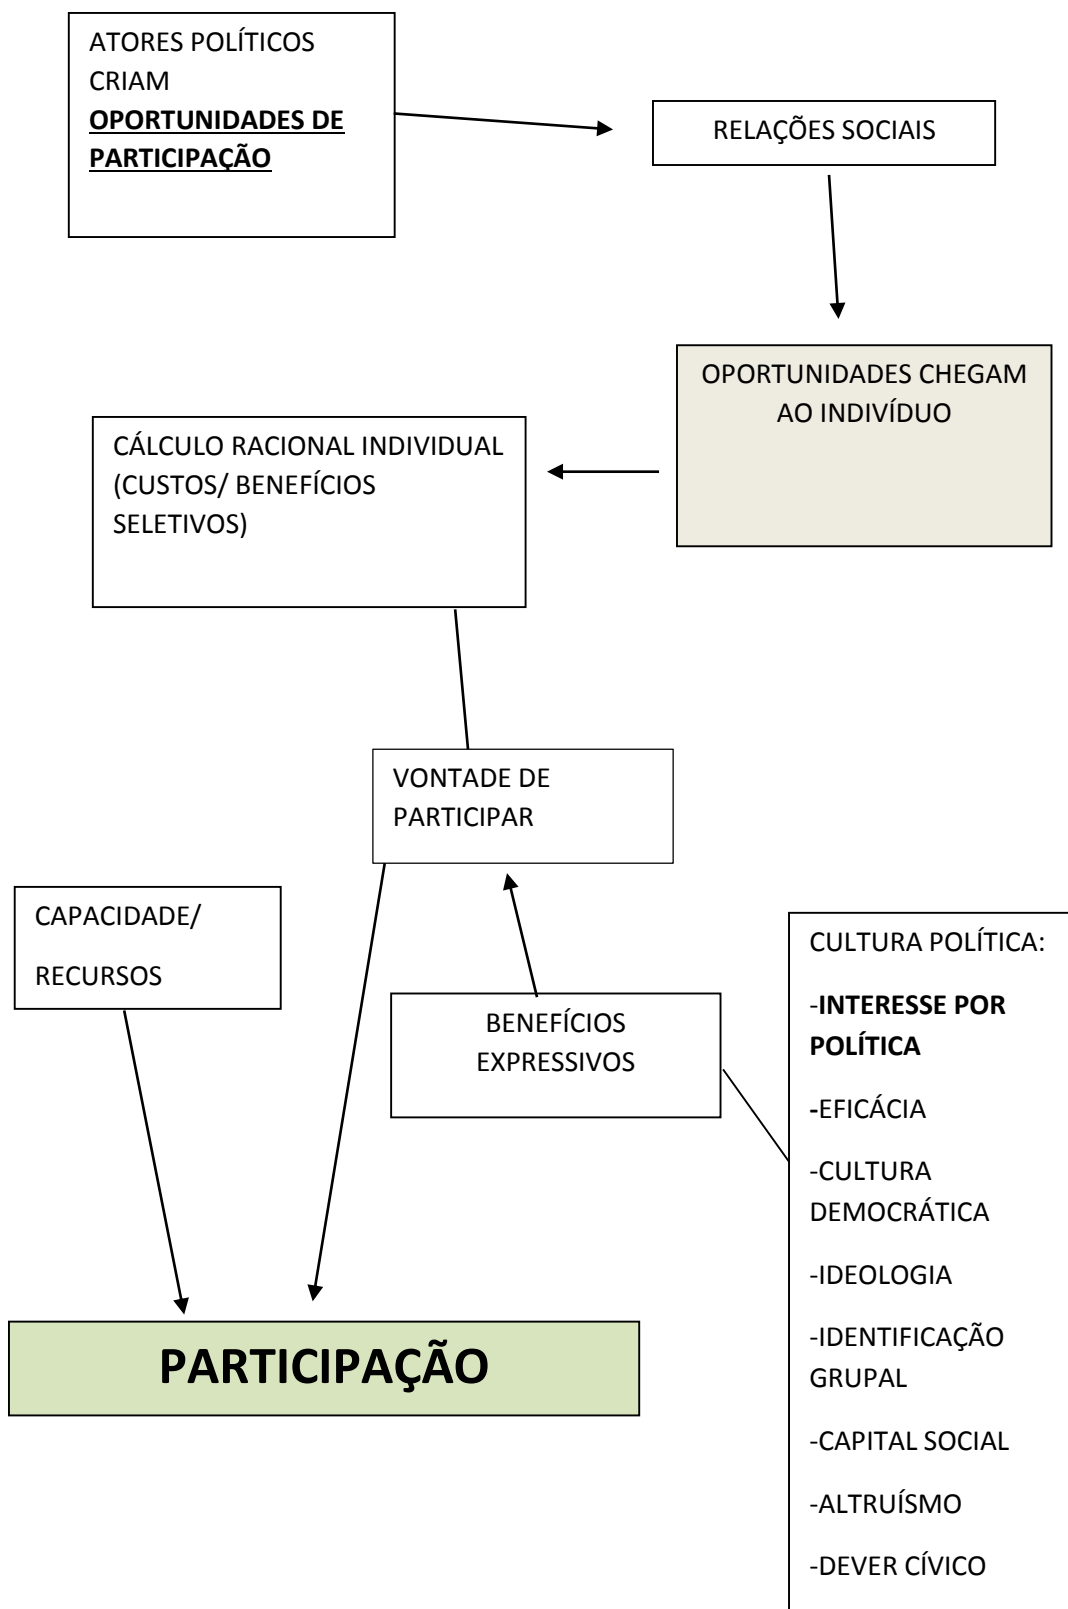 ATORES POLÍTICOS
CRIAM
OPORTUNIDADES DE
PARTICIPAÇÃO
RELAÇÕES SOCIAIS
OPORTUNIDADES CHEGAM
AO INDIVÍDUO
CÁLCULO RACIONAL INDIVIDUAL
(CUSTOS/ BENEFÍCIOS
SELETIVOS)
VONTADE DE
PARTICIPAR
CAPACIDADE/
RECURSOS
BENEFÍCIOS
EXPRESSIVOS
CULTURA POLÍTICA:
-INTERESSE POR
POLÍTICA
-EFICÁCIA
-CULTURA
DEMOCRÁTICA
-IDEOLOGIA
-IDENTIFICAÇÃO
GRUPAL
-CAPITAL SOCIAL
-ALTRUÍSMO
-DEVER CÍVICO
PARTICIPAÇÃO